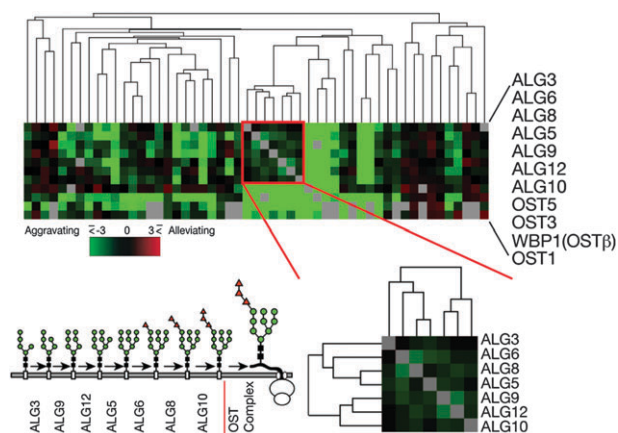 ALG3
ALG6
ALG8
ALG5
ALG9
ALG12
ALG10
OST5
OST3
WBP1(OSTβ)
OST1
Aggravating ≤-3 0 3≤ Alleviating
ALG3
ALG6
ALG8
ALG5
ALG9
ALG12
ALG10
ALG3
ALG9
ALG12
ALG5
ALG6
ALG8
ALG10
OST
Complex